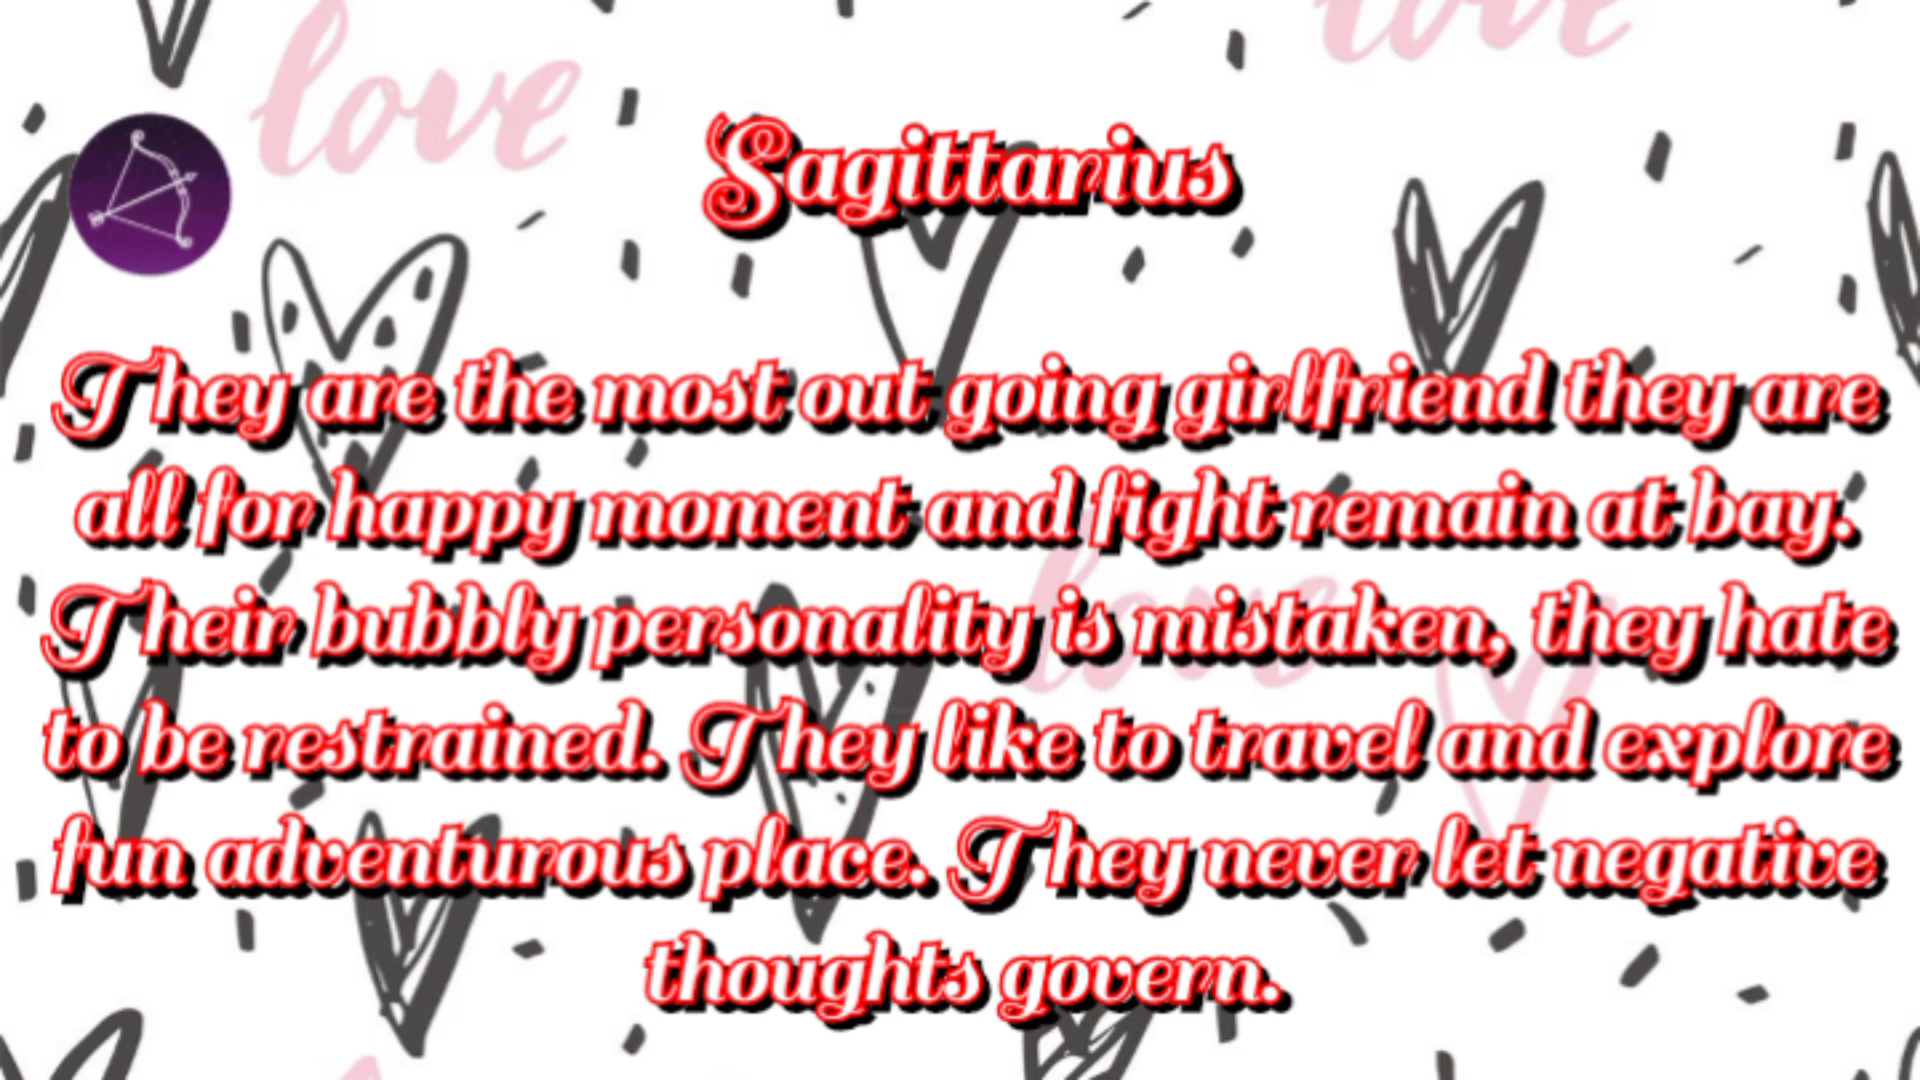 love
love
Sagittarius
They are the most out going girlfriend they are
all for happy moment and fight remain at bay.
Their bubbly personality is mistaken, they hate
to be restrained. They like to travel and explore
fun adventurous place. They never let negative
thoughts govern.
love